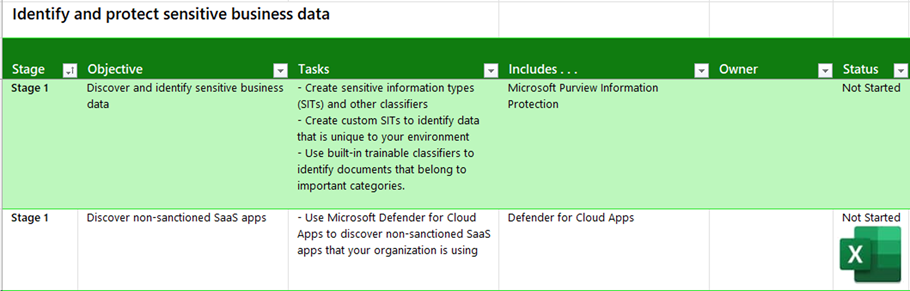 Identify and protect sensitive business data
Stage Objective Tasks Includes . . . Owner Status
Stage 1 Discover and identify sensitive business - Create sensitive information types Microsoft Purview Information Not Started
data (SITs) and other classifiers Protection
- Create custom SITs to identify data
that is unique to your environment
- Use built-in trainable classifiers to
identify documents that belong to
important categories.
Stage 1 Discover non-sanctioned SaaS apps - Use Microsoft Defender for Cloud Defender for Cloud Apps Not Started
Apps to discover non-sanctioned SaaS
apps that your organization is using
X